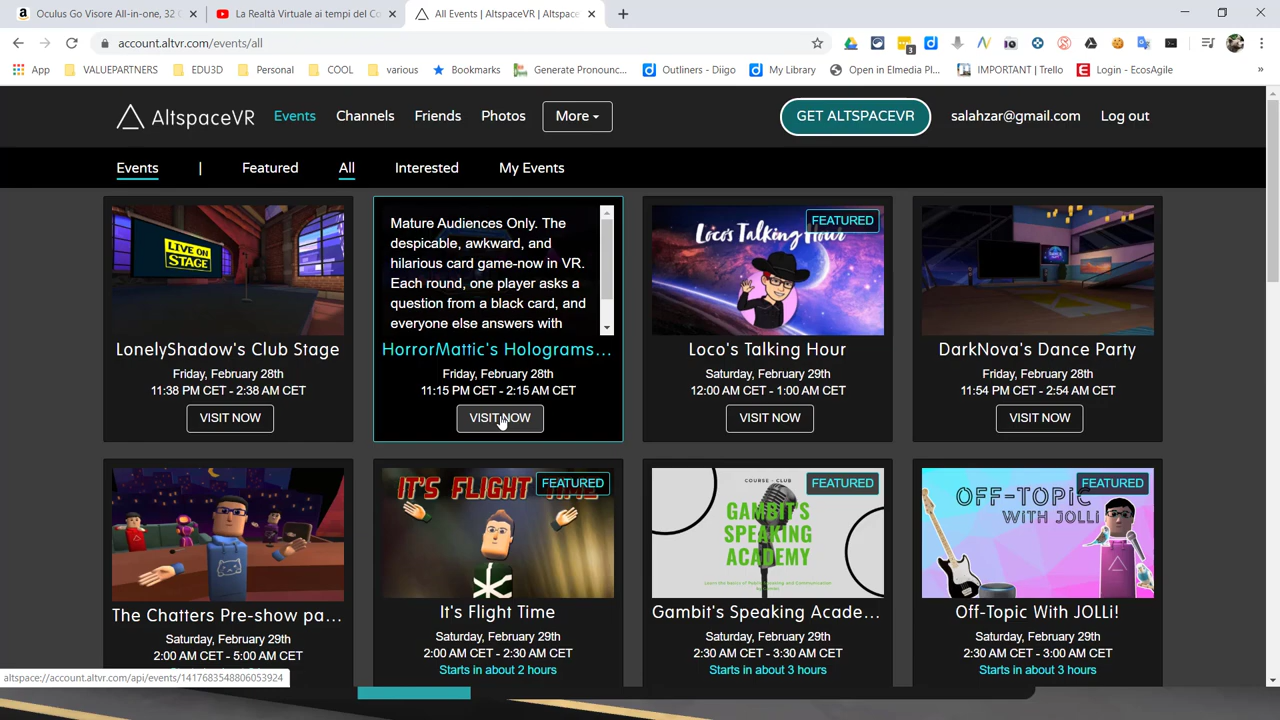 Oculus Go Visore All-in-one, 32 G
La Realtà Virtuale ai tempi del Co
All Events | AltspaceVR | AltspaceV
account.altvr.com/events/all
3
App
VALUEPARTNERS
EDU3D
Personal
COOL
various
Bookmarks
Generate Pronounc...
Outliners - Diigo
My Library
Open in Elmedia Pl...
IMPORTANT | Trello
Login - EcosAgile
»
AltspaceVR
Events
Channels
Friends
Photos
More
GET ALTSPACEVR
salahzar@gmail.com
Log out
Events | Featured All Interested My Events
LIVE ON STAGE
LonelyShadow's Club Stage
Friday, February 28th
11:38 PM CET - 2:38 AM CET
VISIT NOW
Mature Audiences Only. The
despicable, awkward, and
hilarious card game-now in VR.
Each round, one player asks a
question from a black card, and
everyone else answers with
HorrorMattic's Holograms...
Friday, February 28th
11:15 PM CET - 2:15 AM CET
VISIT NOW
FEATURED
Loco's Talking Hour
Loco's Talking Hour
Saturday, February 29th
12:00 AM CET - 1:00 AM CET
VISIT NOW
DarkNova's Dance Party
Friday, February 28th
11:54 PM CET - 2:54 AM CET
VISIT NOW
The Chatters Pre-show pa...
Saturday, February 29th
2:00 AM CET - 5:00 AM CET
FEATURED
IT'S FLIGHT TIME
It's Flight Time
Saturday, February 29th
2:00 AM CET - 2:30 AM CET
Starts in about 2 hours
FEATURED
COURSE - CLUB
GAMBIT'S
SPEAKING
ACADEMY
Gambit's Speaking Acade...
Saturday, February 29th
2:30 AM CET - 3:30 AM CET
Starts in about 3 hours
FEATURED
OFF-TOPiC
WITH JOLLi
Off-Topic With JOLLi!
Saturday, February 29th
2:30 AM CET - 3:00 AM CET
Starts in about 3 hours
altspace://account.altvr.com/api/events/1417683548806053924